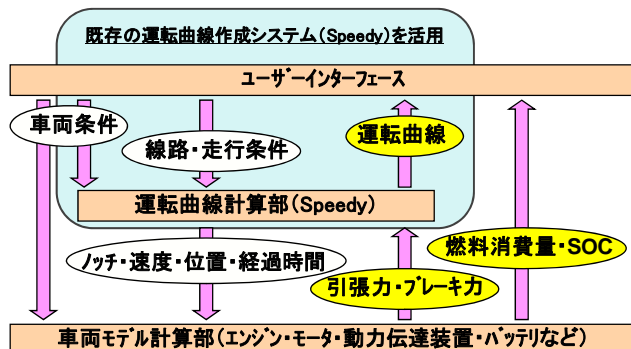 既存の運転曲線作成システム(Speedy)を活用
ユーザーインターフェース
車両条件
線路・走行条件
運転曲線
運転曲線計算部(Speedy)
ノッチ・速度・位置・経過時間
引張力・ブレーキ力
燃料消費量・SOC
車両モデル計算部(エンジン・モータ・動力伝達装置・バッテリなど)